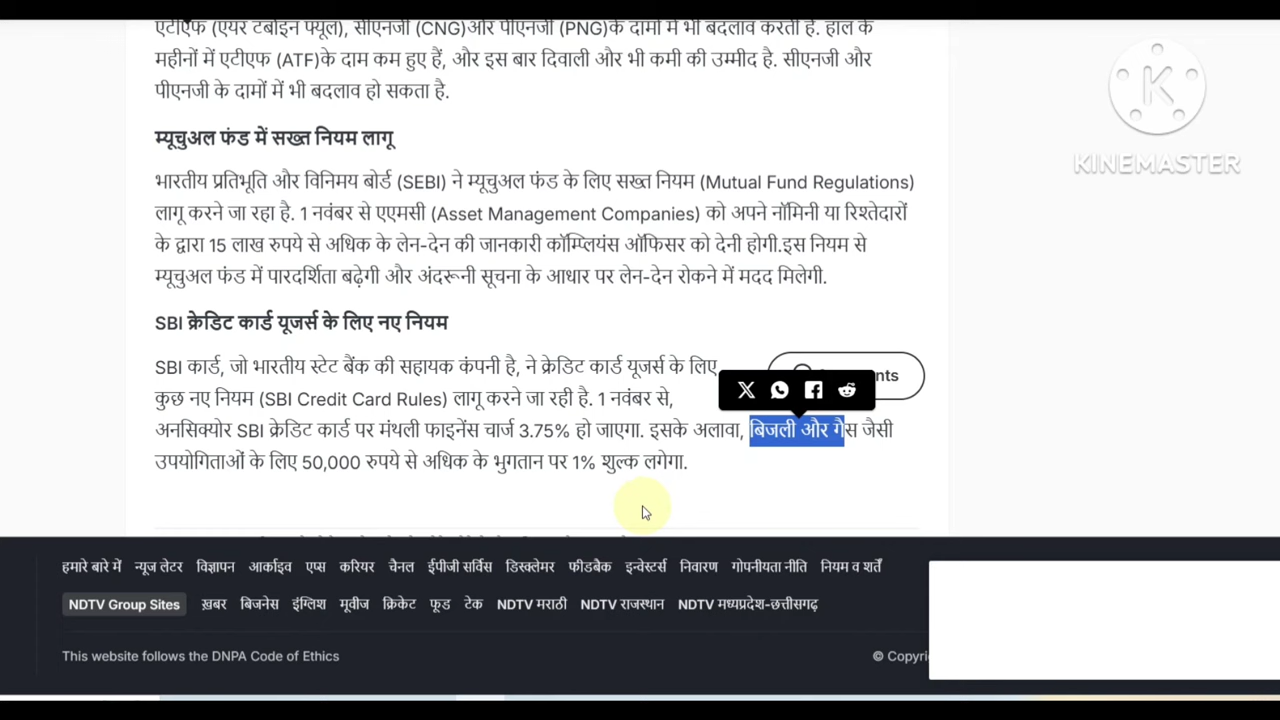 एटीएफ (एयर टर्बाइन फ्यूल), सीएनजी (CNG)और पीएनजी (PNG)के दामों में भी बदलाव करती हैं. हाल के
महीनों में एटीएफ (ATF)के दाम कम हुए हैं, और इस बार दिवाली और भी कमी की उम्मीद है. सीएनजी और
पीएनजी के दामों में भी बदलाव हो सकता है.
म्यूचुअल फंड में सख्त नियम लागू
भारतीय प्रतिभूति और विनिमय बोर्ड (SEBI) ने म्यूचुअल फंड के लिए सख्त नियम (Mutual Fund Regulations)
लागू करने जा रहा है. 1 नवंबर से एएमसी (Asset Management Companies) को अपने नॉमिनी या रिश्तेदारों
के द्वारा 15 लाख रुपये से अधिक के लेन-देन की जानकारी कॉम्प्लियंस ऑफिसर को देनी होगी.इस नियम से
म्यूचुअल फंड में पारदर्शिता बढ़ेगी और अंदरूनी सूचना के आधार पर लेन-देन रोकने में मदद मिलेगी.
SBI क्रेडिट कार्ड यूजर्स के लिए नए नियम
SBI कार्ड, जो भारतीय स्टेट बैंक की सहायक कंपनी है, ने क्रेडिट कार्ड यूजर्स के लिए
कुछ नए नियम (SBI Credit Card Rules) लागू करने जा रही है. 1 नवंबर से,
अनसिक्योर SBI क्रेडिट कार्ड पर मंथली फाइनेंस चार्ज 3.75% हो जाएगा. इसके अलावा, बिजली और गैस जैसी
उपयोगिताओं के लिए 50,000 रुपये से अधिक के भुगतान पर 1% शुल्क लगेगा.
हमारे बारे में न्यूज लेटर विज्ञापन आर्काइव एप्स करियर चैनल ईपीजी सर्विस डिस्क्लेमर फीडबैक इन्वेस्टर्स निवारण गोपनीयता नीति नियम व शर्तें
NDTV Group Sites ख़बर बिजनेस इंग्लिश मूवीज क्रिकेट फूड टेक NDTV मराठी NDTV राजस्थान NDTV मध्यप्रदेश-छत्तीसगढ़
This website follows the DNPA Code of Ethics
KINEMASTER